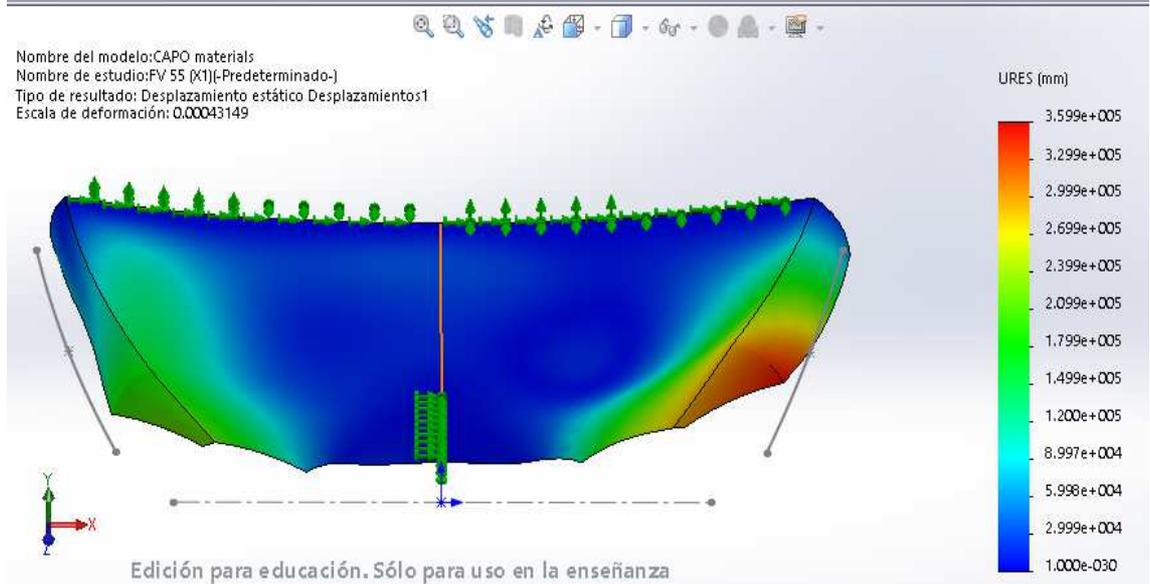 Nombre del modelo:CAPO materials
Nombre de estudio:FV 55 (X1)(-Predeterminado-)
Tipo de resultado: Desplazamiento estático Desplazamientos1
Escala de deformación: 0.00043149
URES (mm)
3.599e+005
3.299e+005
2.999e+005
2.699e+005
2.399e+005
2.099e+005
1.799e+005
1.499e+005
1.200e+005
8.997e+004
5.998e+004
2.999e+004
1.000e-030
Y
X
Z
Edición para educación. Sólo para uso en la enseñanza